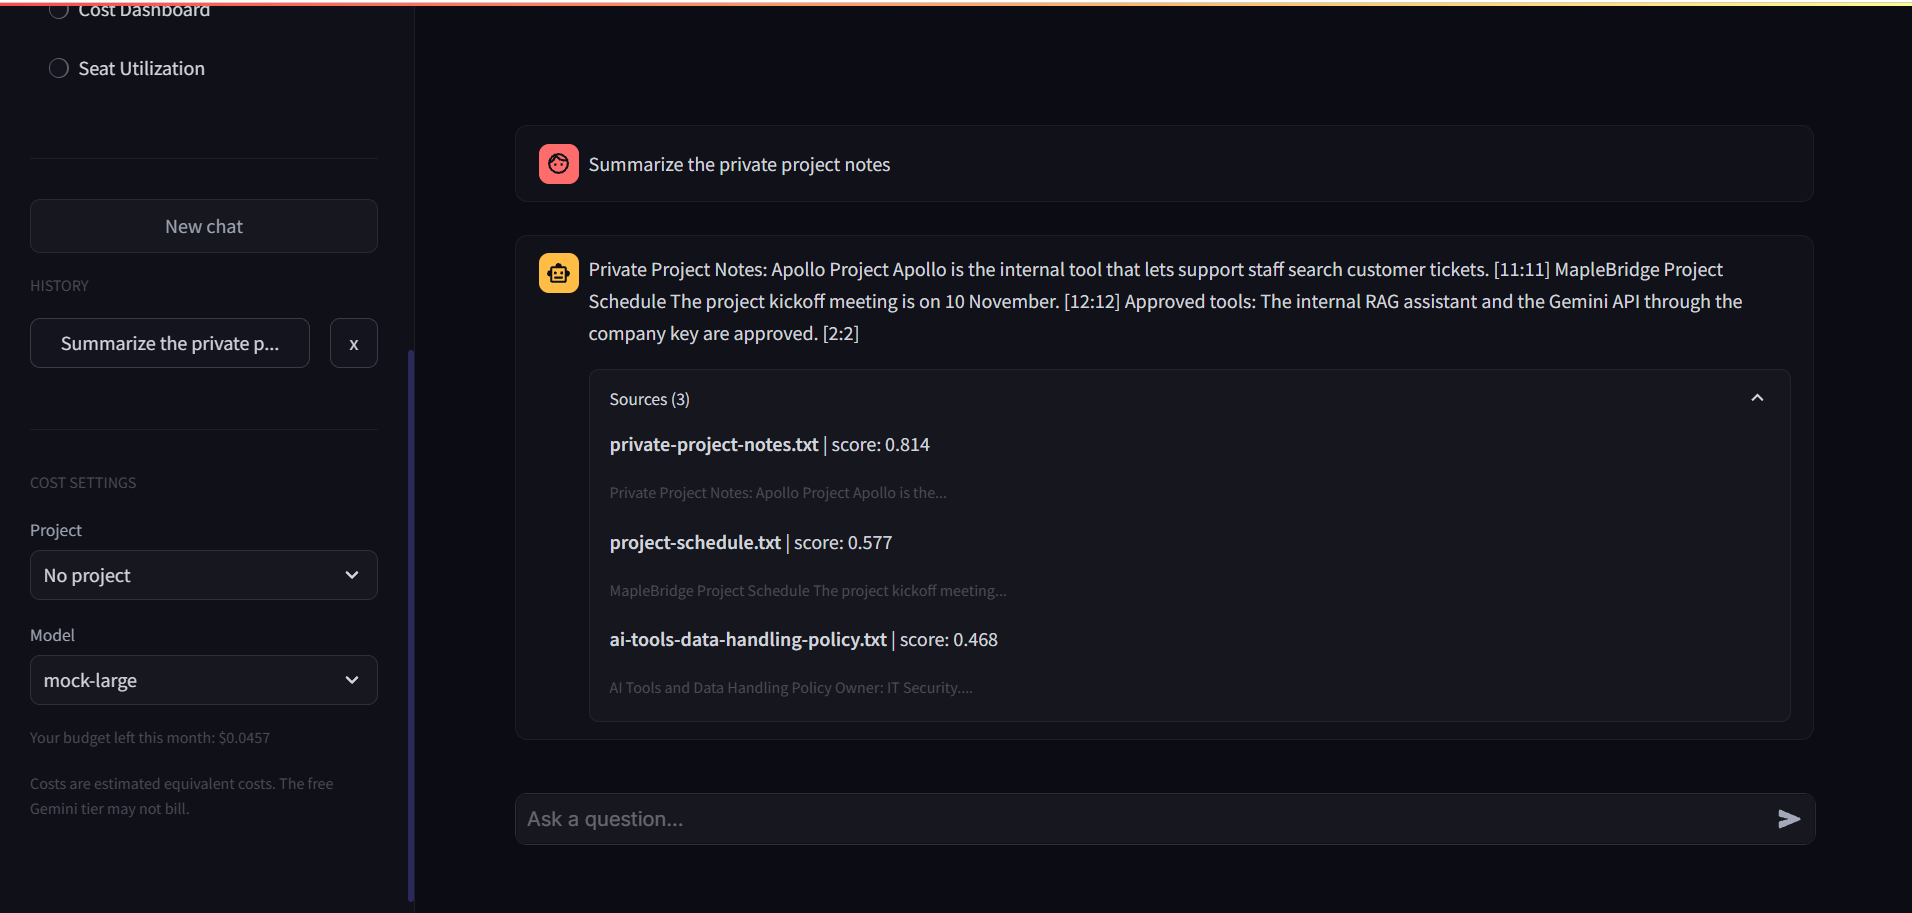 Cost Dashboard
Seat Utilization
New chat
HISTORY
Summarize the private p...
x
COST SETTINGS
Project
No project
Model
mock-large
Your budget left this month: $0.0457
Costs are estimated equivalent costs. The free
Gemini tier may not bill.
Summarize the private project notes
Private Project Notes: Apollo Project Apollo is the internal tool that lets support staff search customer tickets. [11:11] MapleBridge Project
Schedule The project kickoff meeting is on 10 November. [12:12] Approved tools: The internal RAG assistant and the Gemini API through the
company key are approved. [2:2]
Sources (3)
private-project-notes.txt | score: 0.814
Private Project Notes: Apollo Project Apollo is the...
project-schedule.txt | score: 0.577
MapleBridge Project Schedule The project kickoff meeting...
ai-tools-data-handling-policy.txt | score: 0.468
AI Tools and Data Handling Policy Owner: IT Security....
Ask a question...